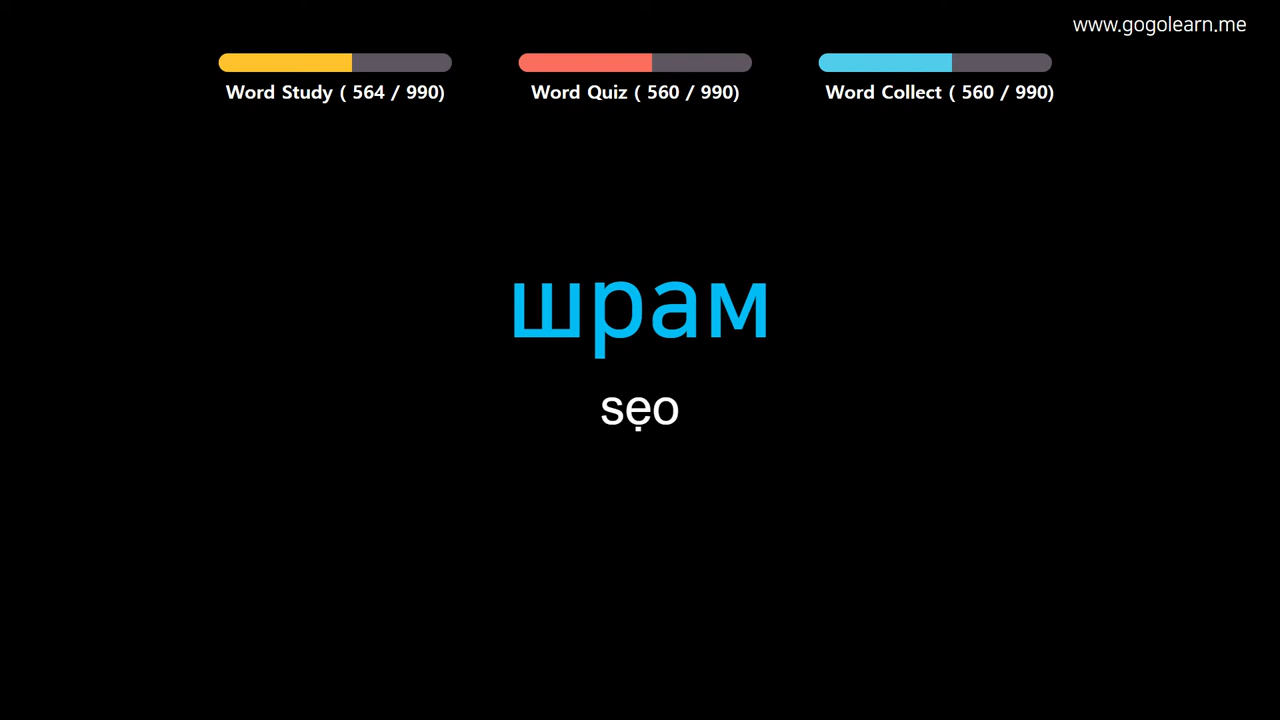 www.gogolearn.me
Word Study ( 564 / 990)
Word Quiz ( 560 / 990)
Word Collect ( 560 / 990)
шрам
sẹo